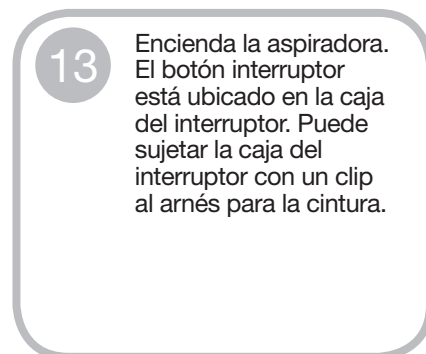 13
Encienda la aspiradora.
El botón interruptor
está ubicado en la caja
del interruptor. Puede
sujetar la caja del
interruptor con un clip
al arnés para la cintura.